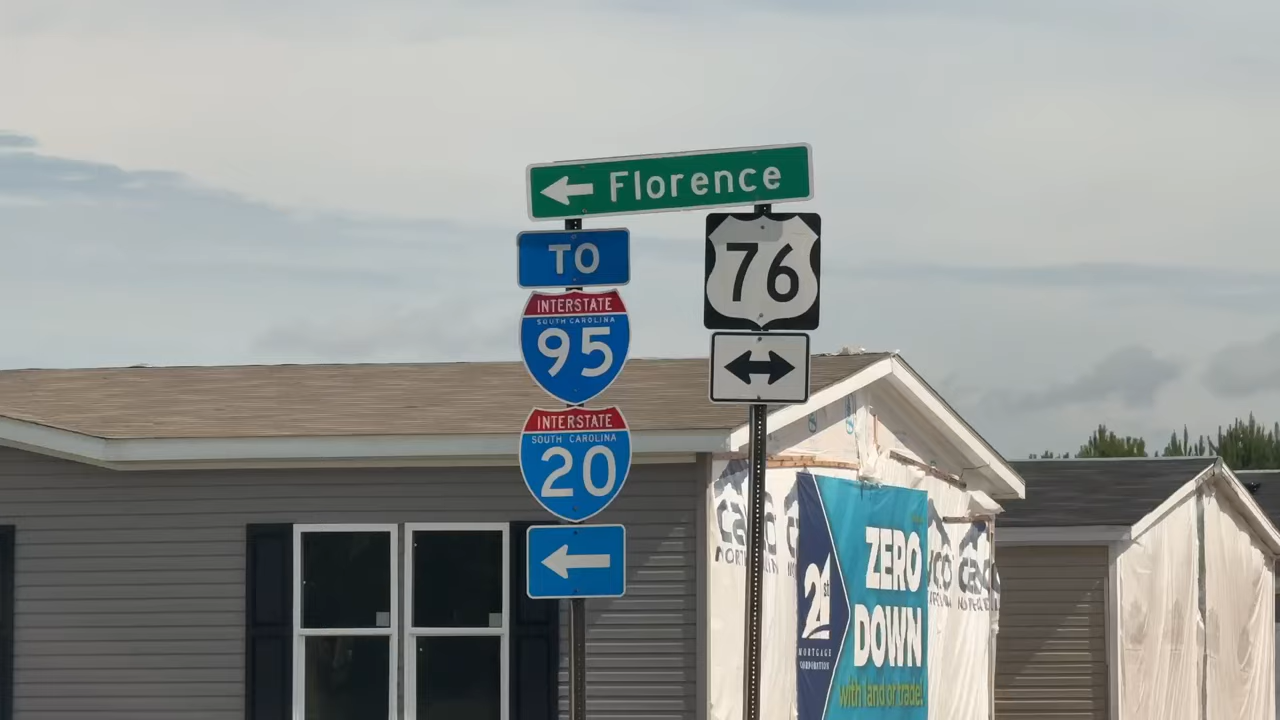 Florence
TO
INTERSTATE
SOUTH CAROLINA
95
INTERSTATE
SOUTH CAROLINA
20
76
ZERO
DOWN
with land or trade!
21st
MORTGAGE
CORPORATION